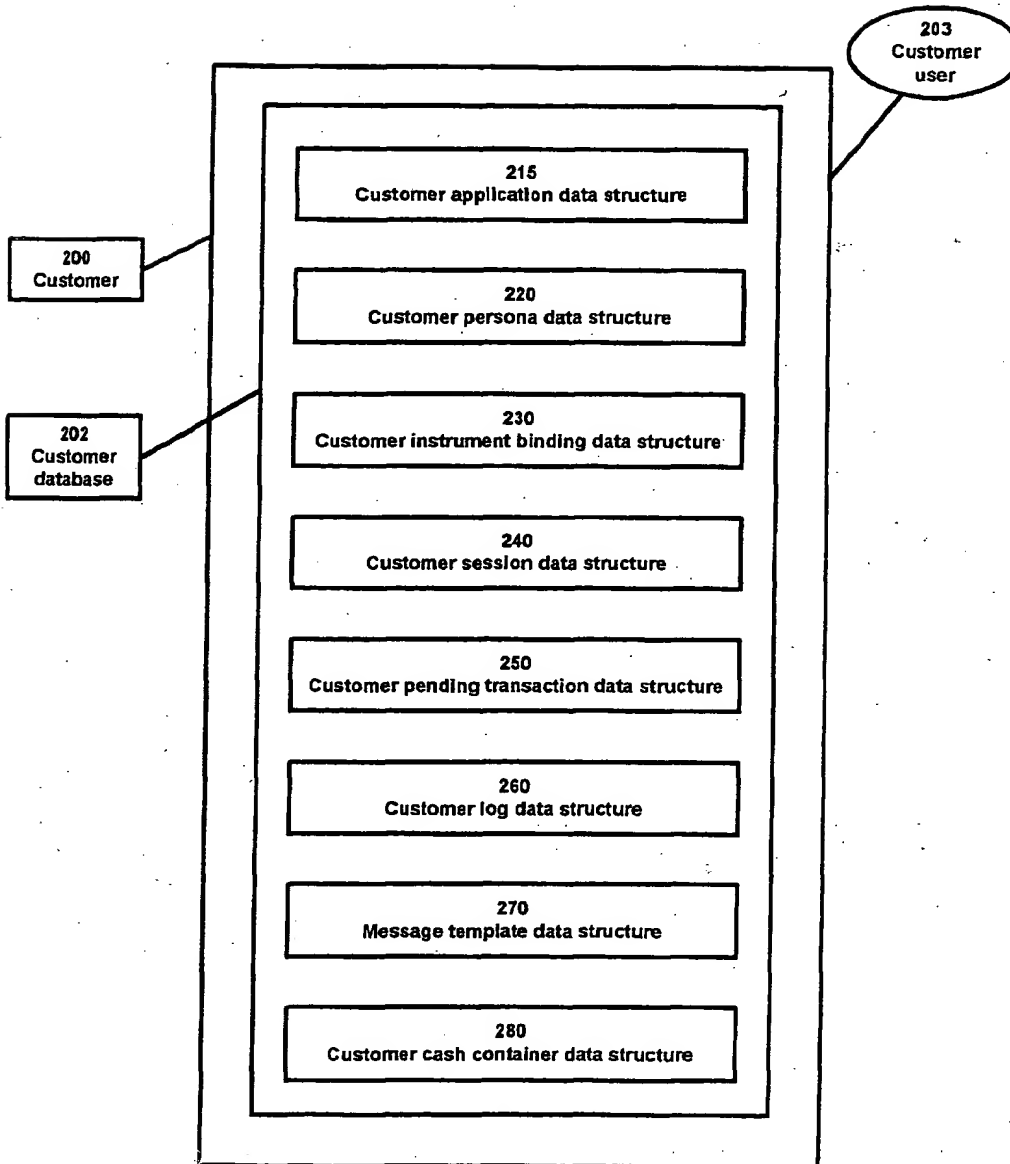 203
Customer
user
215
Customer application data structure
200
Customer
220
Customer persona data structure
202
Customer
database
230
Customer instrument binding data structure
240
Customer session data structure
250
Customer pending transaction data structure
260
Customer log data structure
270
Message template data structure
280
Customer cash container data structure